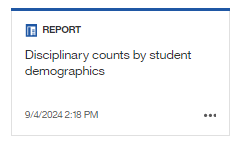 REPORT
Disciplinary counts by student
demographics
9/4/2024 2:18 PM